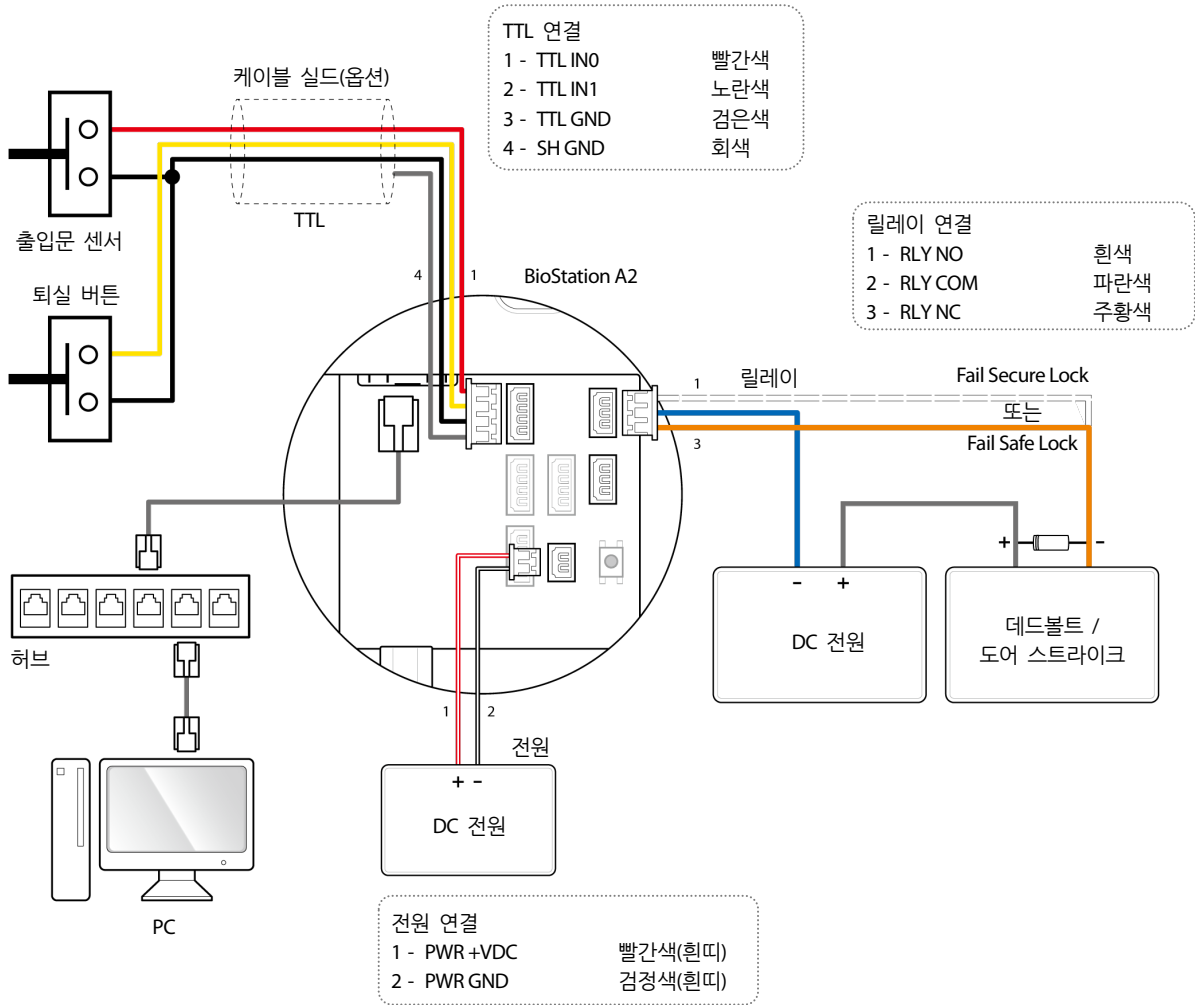 TTL 연결
1 - TTL IN0 빨간색
2 - TTL IN1 노란색
3 - TTL GND 검은색
4 - SH GND 회색
케이블 실드(옵션)
TTL
출입문 센서
퇴실 버튼
4
1
BioStation A2
릴레이 연결
1 - RLY NO 흰색
2 - RLY COM 파란색
3 - RLY NC 주황색
1
릴레이
Fail Secure Lock
또는
3
Fail Safe Lock
+
-
- +
DC 전원
데드볼트 /
도어 스트라이크
허브
1
2
전원
+ -
DC 전원
PC
전원 연결
1 - PWR +VDC 빨간색(흰띠)
2 - PWR GND 검정색(흰띠)